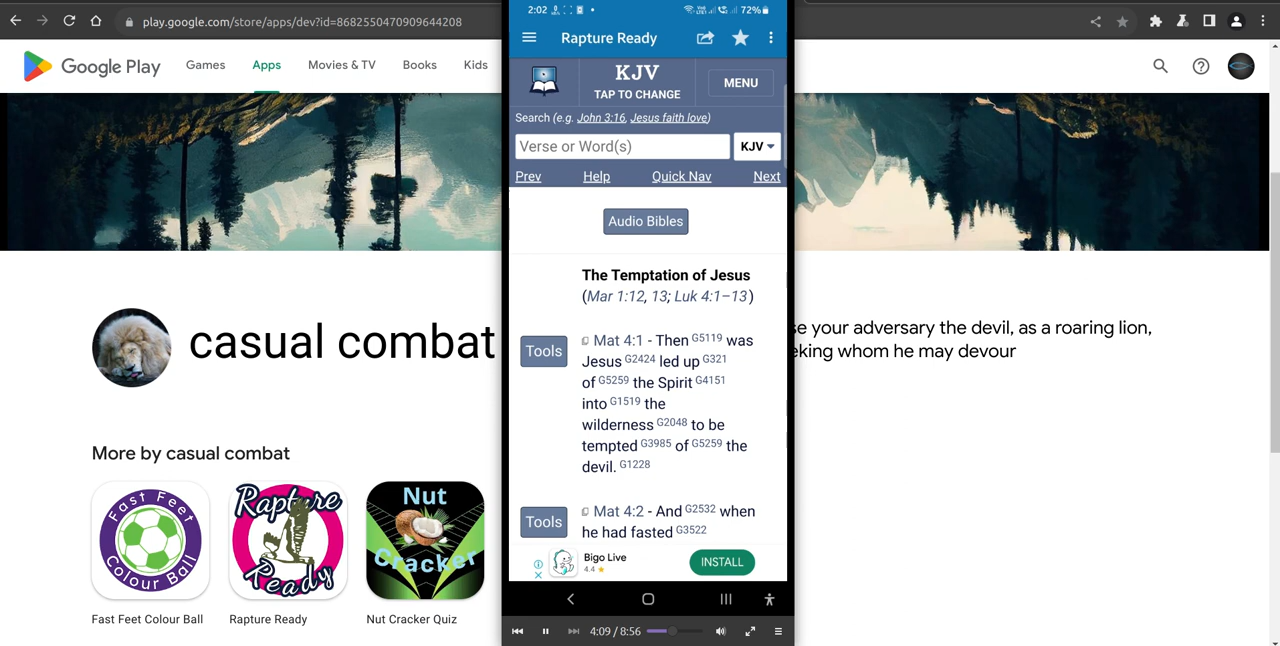 play.google.com/store/apps/dev?id=8682550470909644208
Google Play
Games
Apps
Movies & TV
Books
Kids
casual combat
se your adversary the devil, as a roaring lion,
eking whom he may devour
More by casual combat
Fast Feet
Colour Ball
Rapture
Ready
Nut
Cracker
Fast Feet Colour Ball
Rapture Ready
Nut Cracker Quiz
2:02
72%
Rapture Ready
KJV
TAP TO CHANGE
MENU
Search (e.g. John 3:16, Jesus faith love)
Verse or Word(s)
KJV
Prev
Help
Quick Nav
Next
Audio Bibles
The Temptation of Jesus
(Mar 1:12, 13; Luk 4:1–13)
Tools
Mat 4:1 - Then G5119 was
Jesus G2424 led up G321
of G5259 the Spirit G4151
into G1519 the
wilderness G2048 to be
tempted G3985 of G5259 the
devil. G1228
Tools
Mat 4:2 - And G2532 when
he had fasted G3522
Bigo Live
4.4
INSTALL
4:09 / 8:56